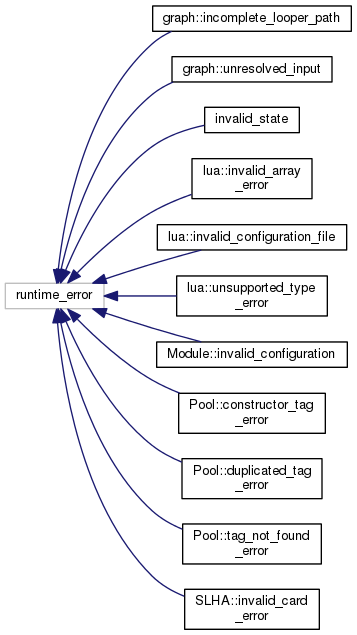 graph::incomplete_looper_path
graph::unresolved_input
invalid_state
lua::invalid_array
_error
lua::invalid_configuration_file
runtime_error
lua::unsupported_type
_error
Module::invalid_configuration
Pool::constructor_tag
_error
Pool::duplicated_tag
_error
Pool::tag_not_found
_error
SLHA::invalid_card
_error